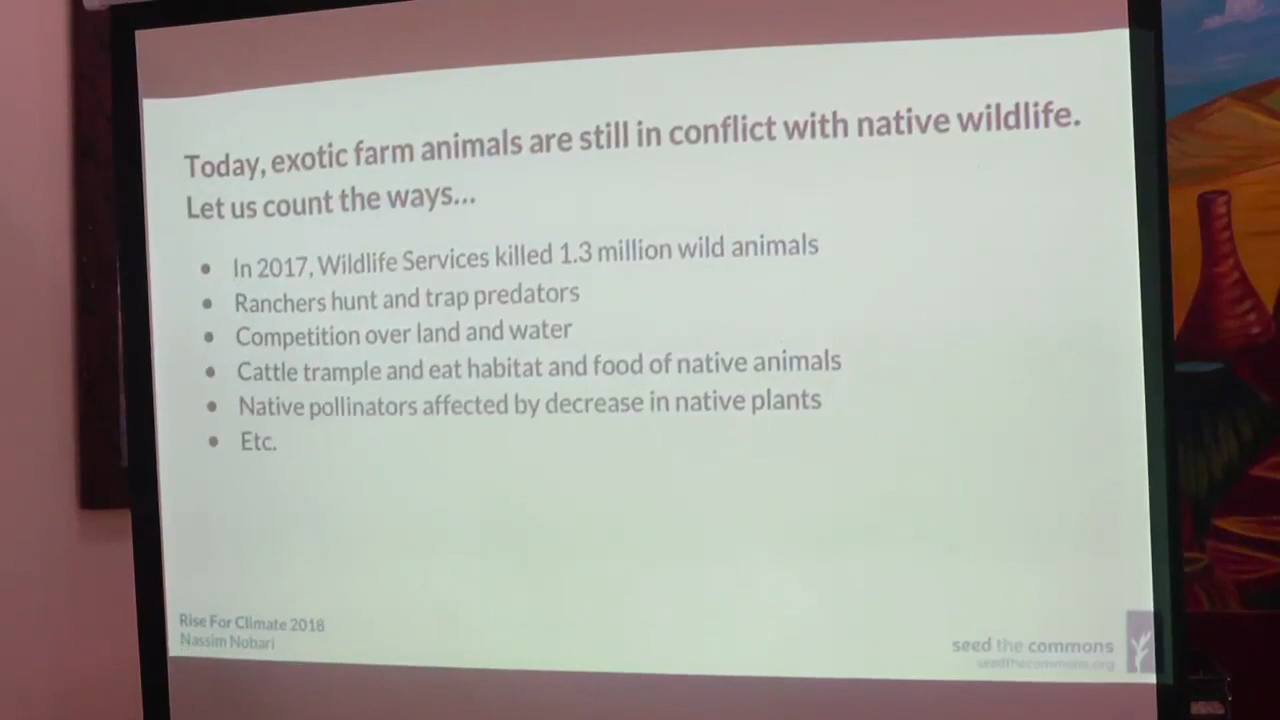 Today, exotic farm animals are still in conflict with native wildlife.
Let us count the ways...
● In 2017, Wildlife Services killed 1.3 million wild animals
● Ranchers hunt and trap predators
● Competition over land and water
● Cattle trample and eat habitat and food of native animals
● Native pollinators affected by decrease in native plants
● Etc.
Rise For Climate 2018
Nassim Nobari
seed the commons
seedthecommons.org